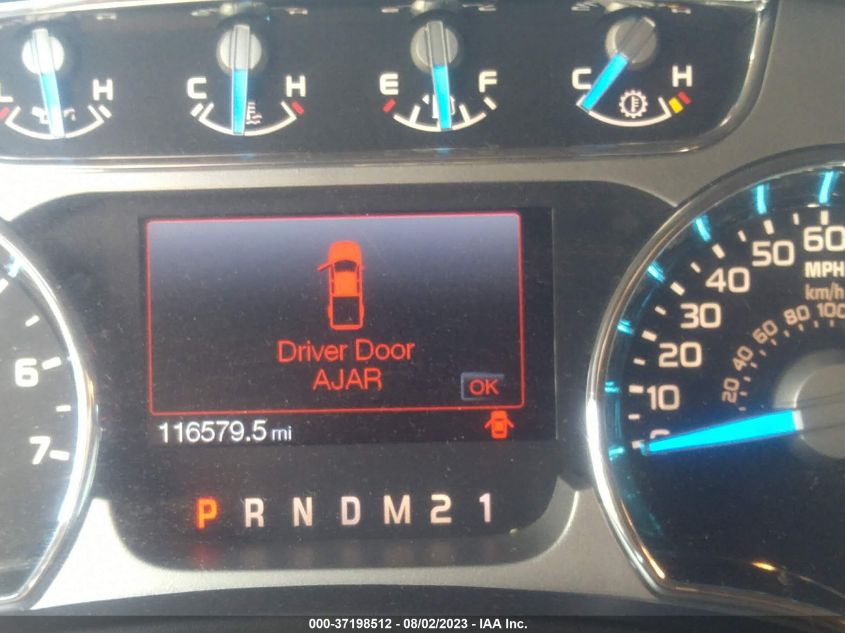 L H C H E F C H
50 60
MPH
40
km/h
30
80 100
60
20
40
20
10
0
6
7
Driver Door
AJAR
OK
116579.5 mi
P R N D M 2 1
000-37198512 - 08/02/2023 - IAA Inc.